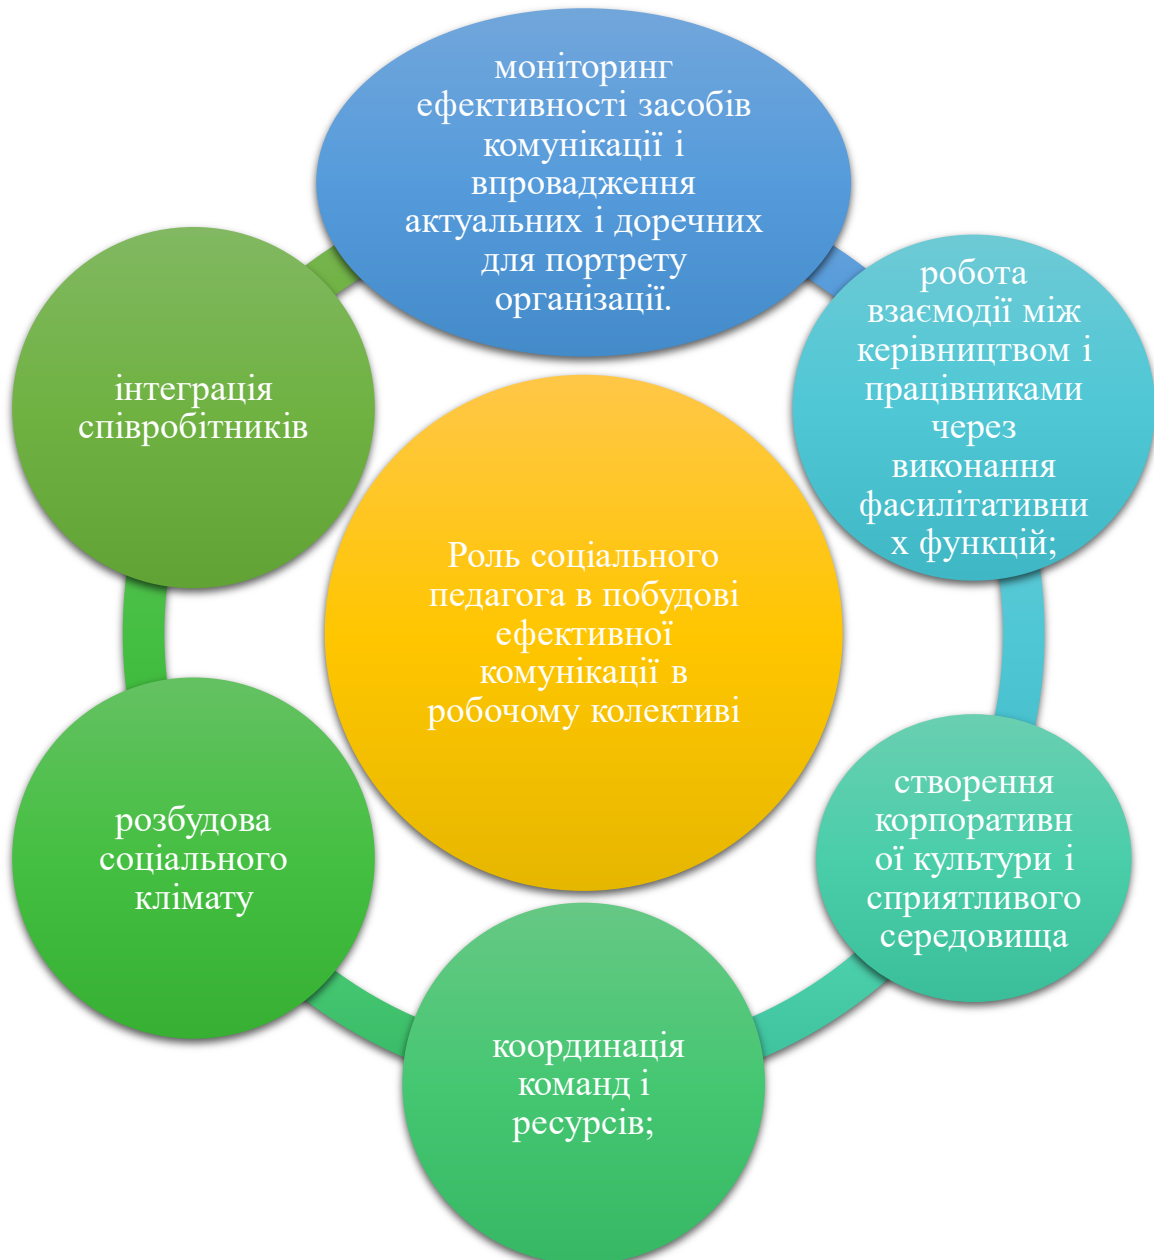 моніторинг
ефективності засобів
комунікації і
впровадження
актуальних і доречних
для портрету
організації.
робота
взаємодії між
керівництвом і
працівниками
через
виконання
фасилітативни
х функцій;
створення
корпоративн
ої культури і
сприятливого
середовища
координація
команд і
ресурсів;
розбудова
соціального
клімату
інтеграція
співробітників
Роль соціального
педагога в побудові
ефективної
комунікації в
робочому колективі